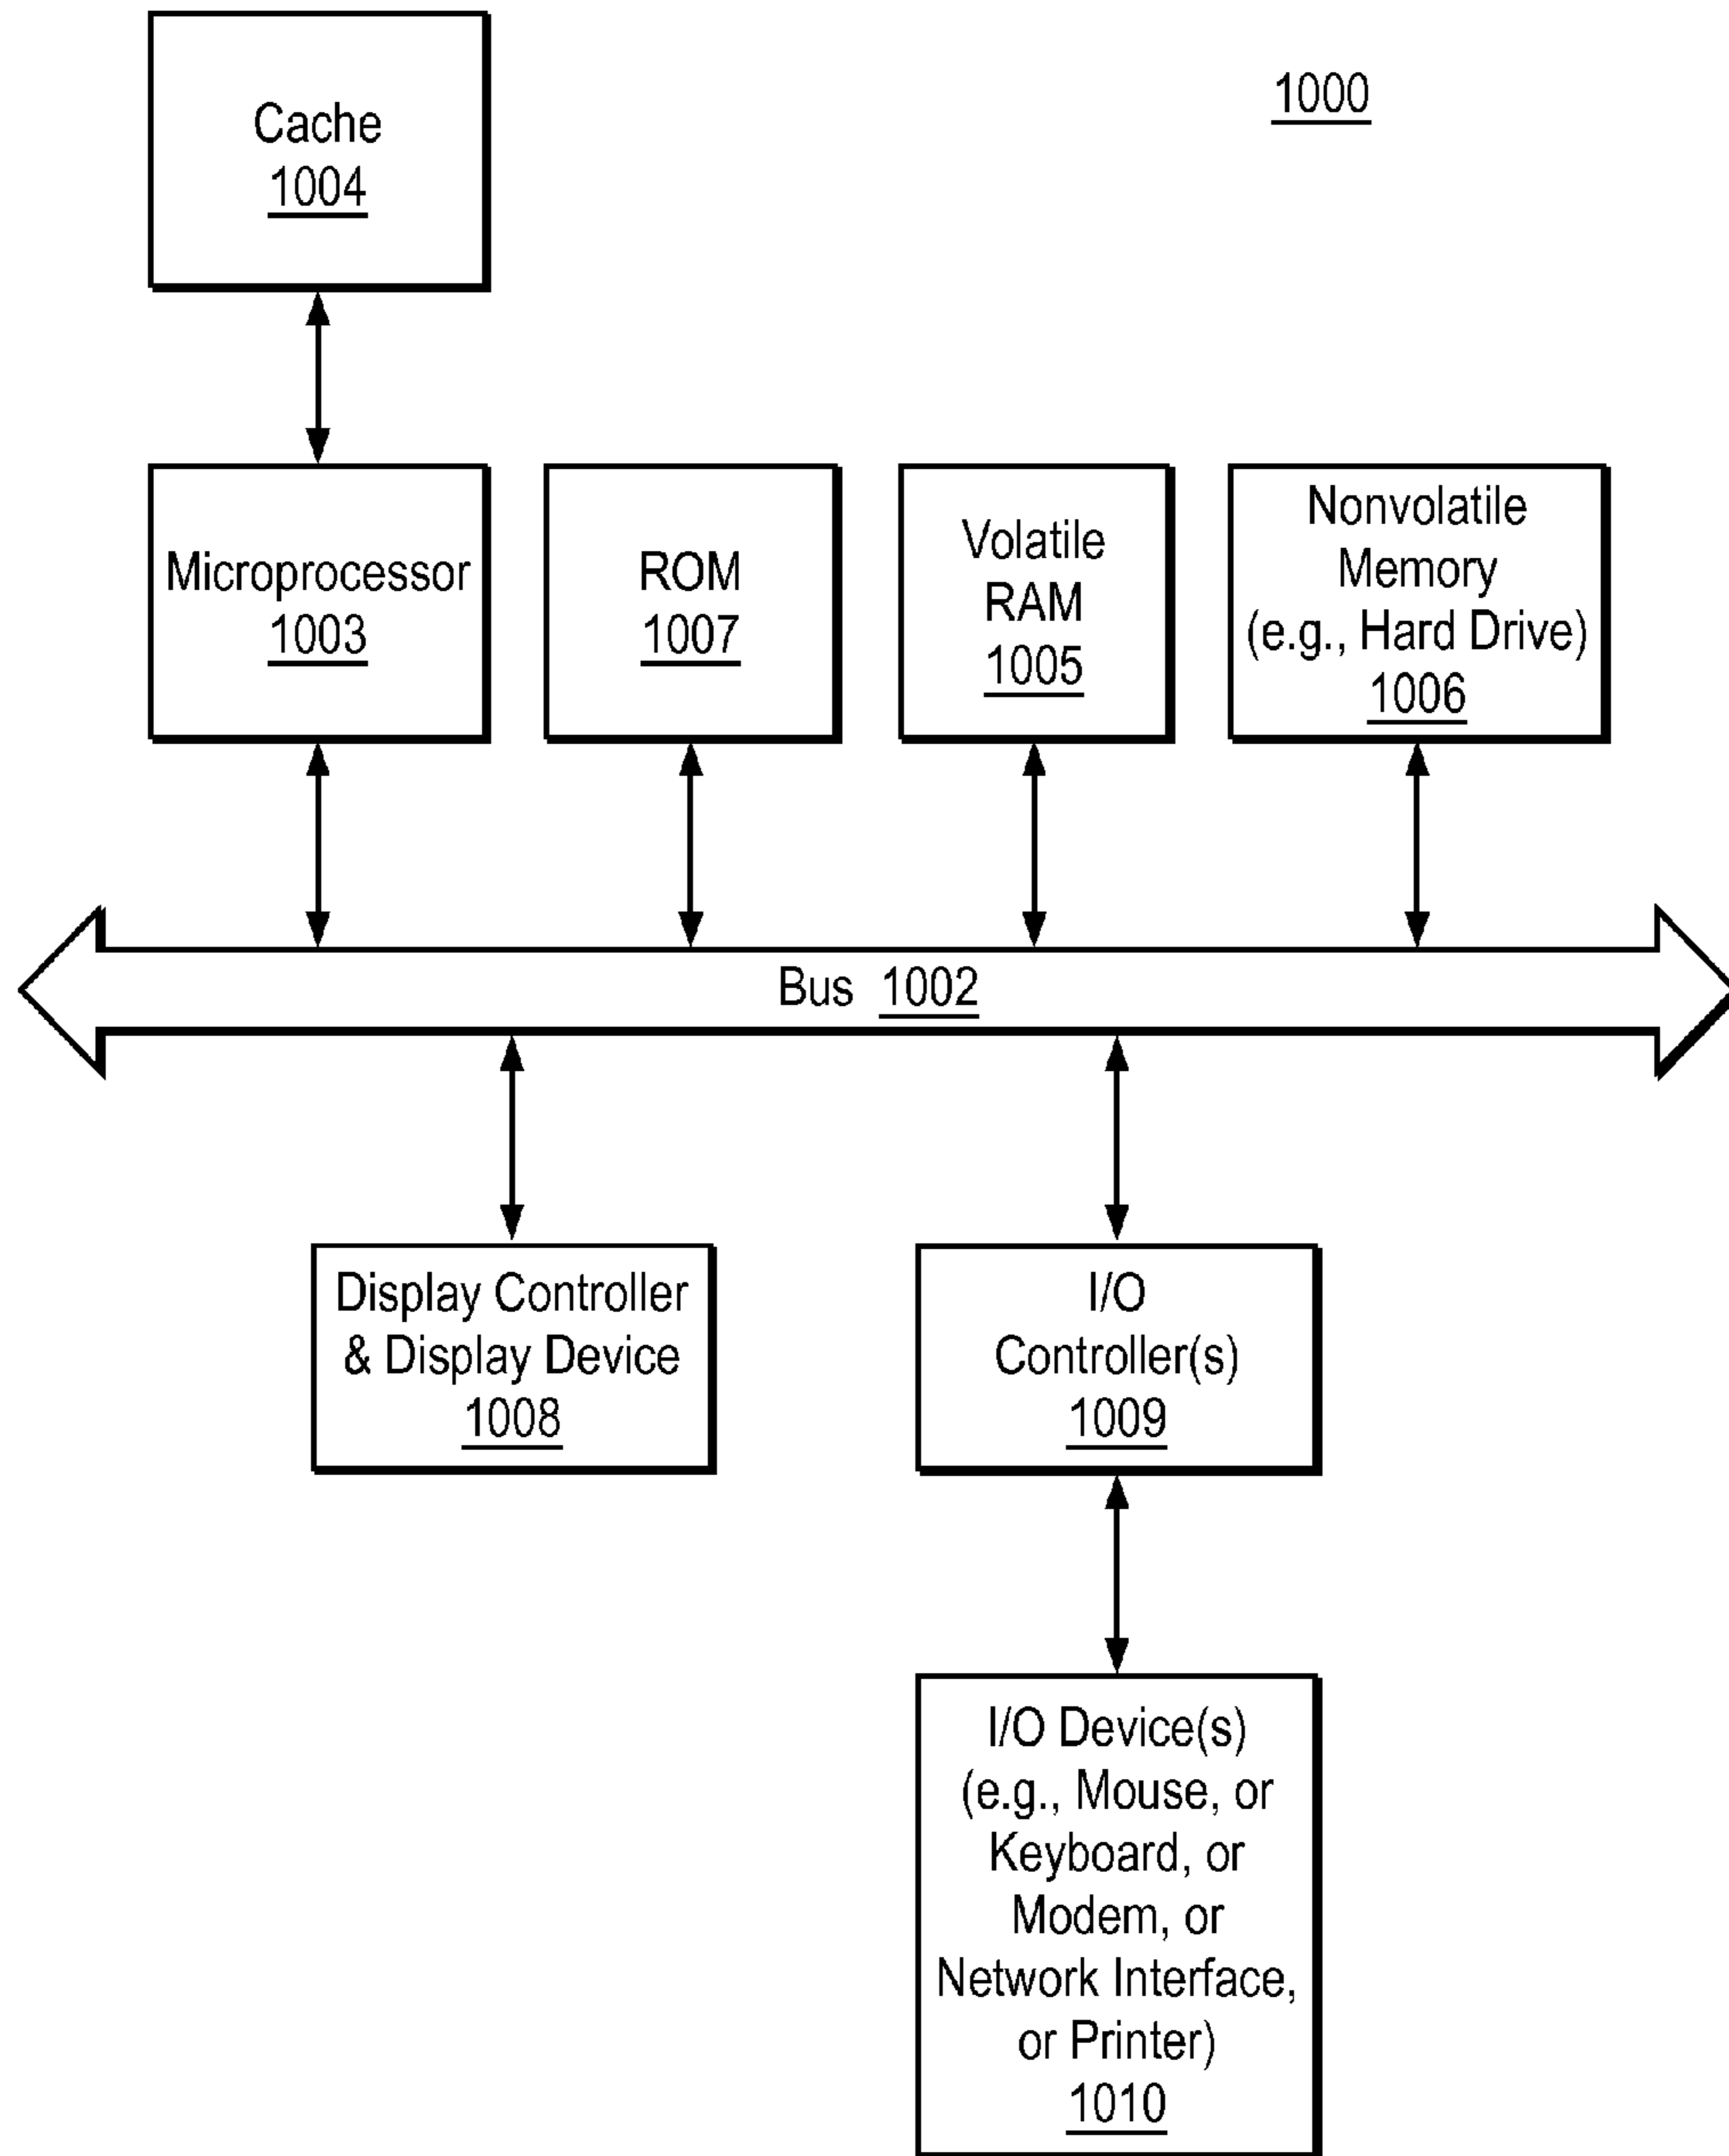 1000
Cache
1004
Microprocessor
1003
ROM
1007
Volatile
RAM
1005
Nonvolatile
Memory
(e.g., Hard Drive)
1006
Bus 1002
Display Controller
& Display Device
1008
I/O
Controller(s)
1009
I/O Device(s)
(e.g., Mouse, or
Keyboard, or
Modem, or
Network Interface,
or Printer)
1010